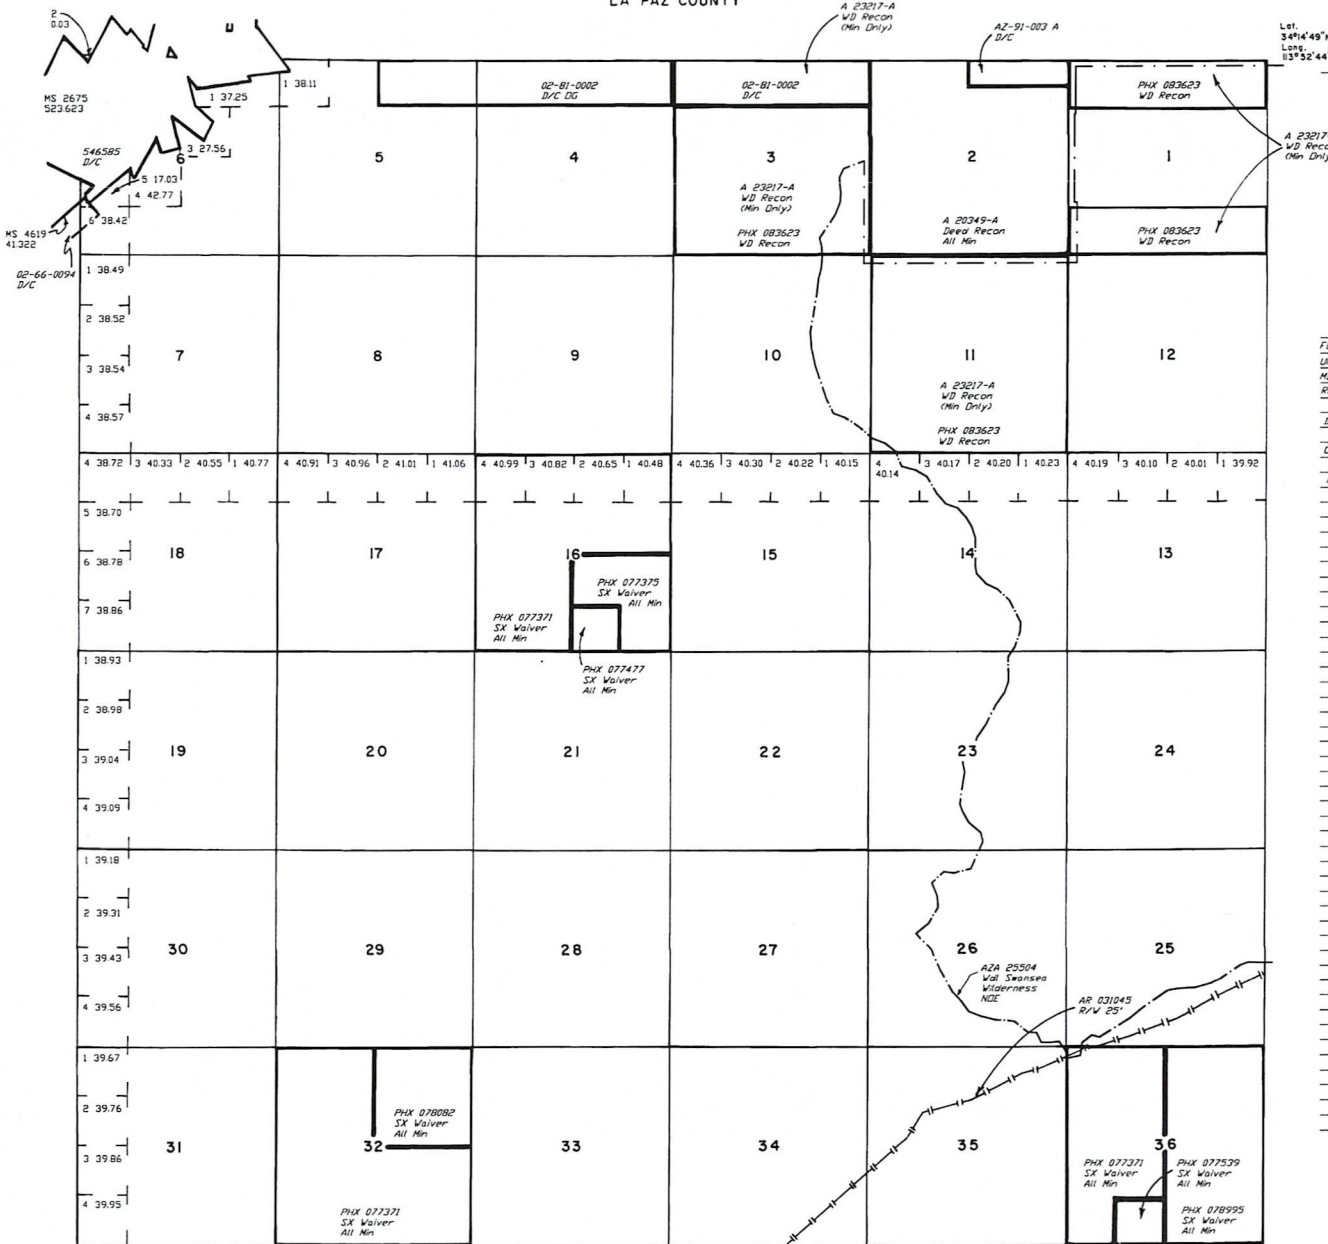 LA PAZ COUNTY
2
0.03
MS 2675
523.623
1 37.25
1 38.11
546585
D/C
6
3 27.56
5 17.03
4 42.77
6 38.42
MS 4619
41.322
02-66-0094
D/C
5
02-81-0002
D/C OG
4
A 23217-A
WD Recon
(Min Only)
02-81-0002
D/C
3
A 23217-A
WD Recon
(Min Only)
PHX 083623
WD Recon
AZ-91-003 A
D/C
2
A 20349-A
Deed Recon
All Min
Lat.
34°14'49"
Long.
113°52'44
PHX 083623
WD Recon
1
A 23217-
WD Reco
(Min Only
PHX 083623
WD Recon
1 38.49
2 38.52
3 38.54
4 38.57
7
8
9
10
11
A 23217-A
WD Recon
(Min Only)
PHX 083623
WD Recon
12
4 38.72 3 40.33 2 40.55 1 40.77 4 40.91 3 40.96 2 41.01 1 41.06 4 40.99 3 40.82 2 40.65 1 40.48 4 40.36 3 40.30 2 40.22 1 40.15 4 40.14 3 40.17 2 40.20 1 40.23 4 40.19 3 40.10 2 40.01 1 39.92
5 38.70
6 38.78
7 38.86
18
17
16
PHX 077375
SX Waiver
All Min
PHX 077371
SX Waiver
All Min
PHX 077477
SX Waiver
All Min
15
14
13
1 38.93
2 38.98
3 39.04
4 39.09
19
20
21
22
23
24
1 39.18
2 39.31
3 39.43
4 39.56
30
29
28
27
26
25
AZA 25504
Wdl Swansea
Wilderness
NDE
AR 031045
R/W 25'
1 39.67
2 39.76
3 39.86
4 39.95
31
32
PHX 078082
SX Waiver
All Min
PHX 077371
SX Waiver
All Min
33
34
35
36
PHX 077371
SX Waiver
All Min
PHX 077539
SX Waiver
All Min
PHX 078995
SX Waiver
All Min